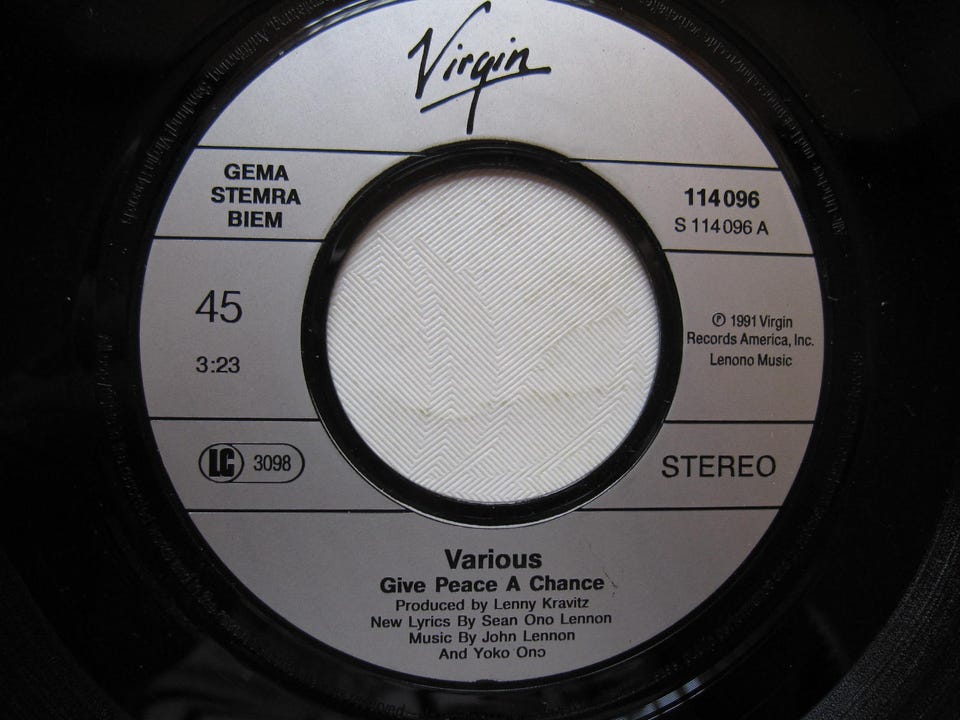 Virgin
GEMA
STEMRA
BIEM
114 096
S 114 096 A
45
3:23
℗ 1991 Virgin
Records America, Inc.
Lenono Music
LC 3098
STEREO
Various
Give Peace A Chance
Produced by Lenny Kravitz
New Lyrics By Sean Ono Lennon
Music By John Lennon
And Yoko Ono